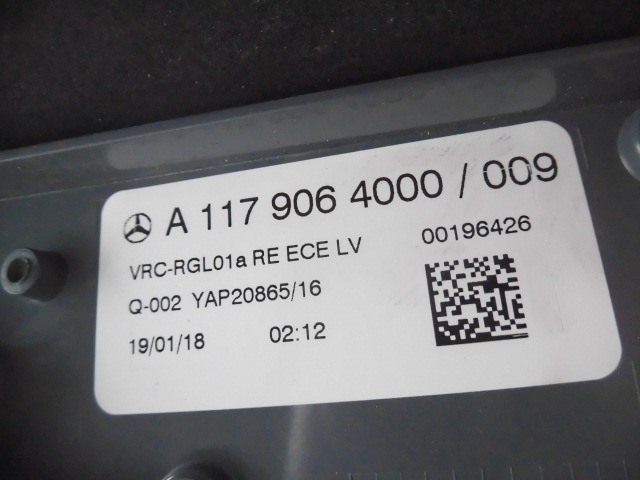 A 117 906 4000 / 009
VRC-RGL01a RE ECE LV 00196426
Q-002 YAP20865/16
19/01/18 02:12